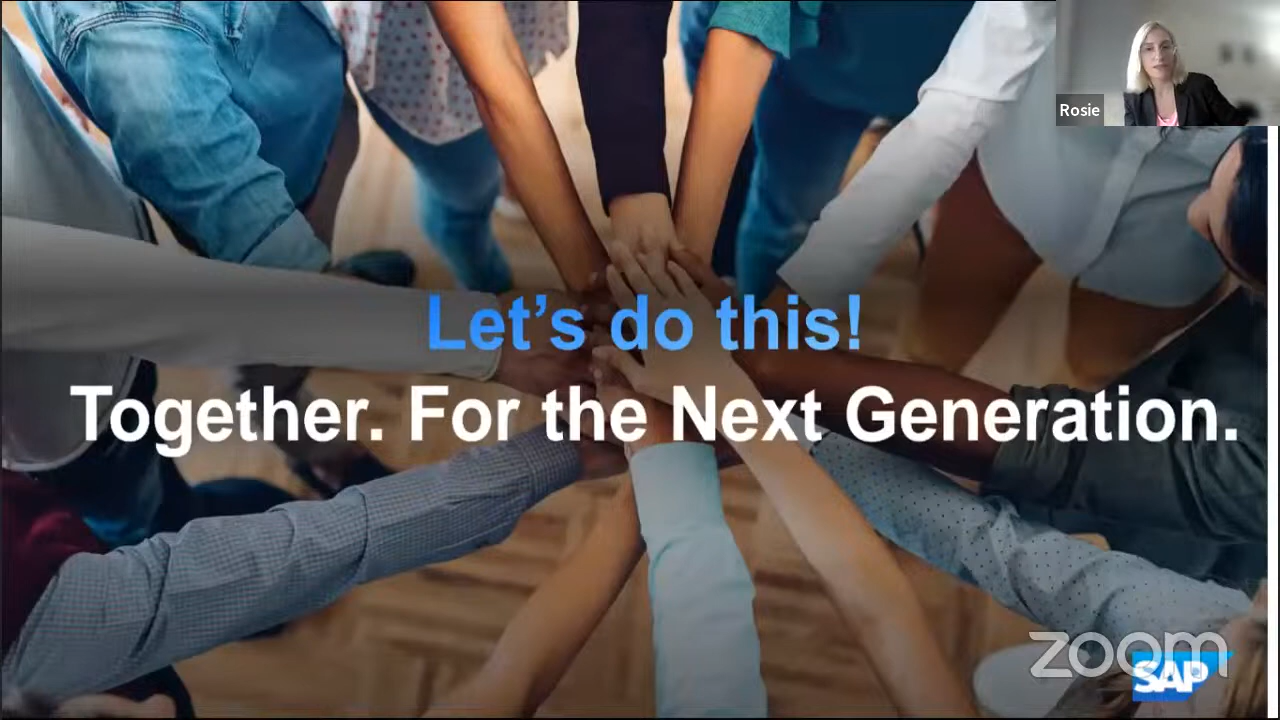 Rosie
Let's do this!
Together. For the Next Generation.
zoom
SAP